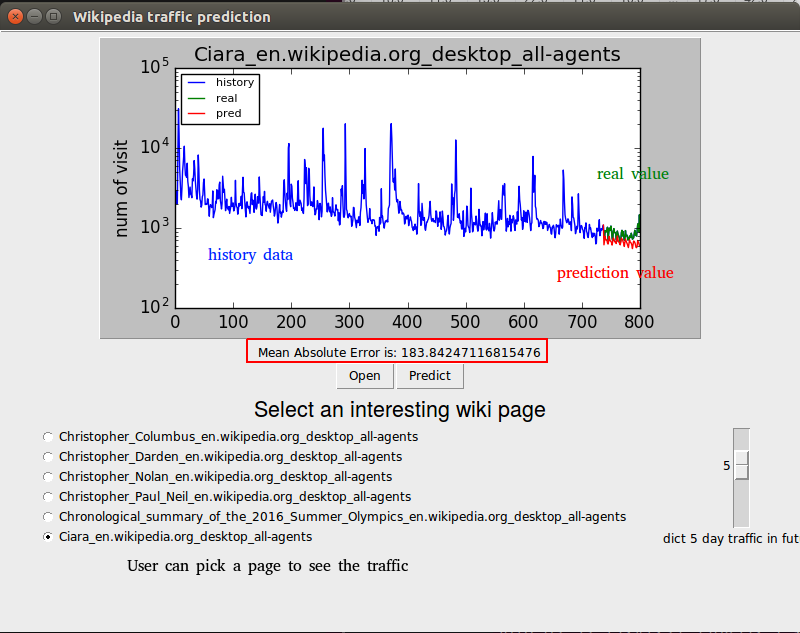 Wikipedia traffic prediction
Ciara_en.wikipedia.org_desktop_all-agents
10^5
10^4
10^3
10^2
num of visit
history
real
pred
real value
history data
prediction value
0 100 200 300 400 500 600 700 800
Mean Absolute Error is: 183.84247116815476
Open Predict
Select an interesting wiki page
Christopher_Columbus_en.wikipedia.org_desktop_all-agents
Christopher_Darden_en.wikipedia.org_desktop_all-agents
Christopher_Nolan_en.wikipedia.org_desktop_all-agents
Christopher_Paul_Neil_en.wikipedia.org_desktop_all-agents
Chronological_summary_of_the_2016_Summer_Olympics_en.wikipedia.org_desktop_all-agents
Ciara_en.wikipedia.org_desktop_all-agents
5
dict 5 day traffic in fut
User can pick a page to see the traffic